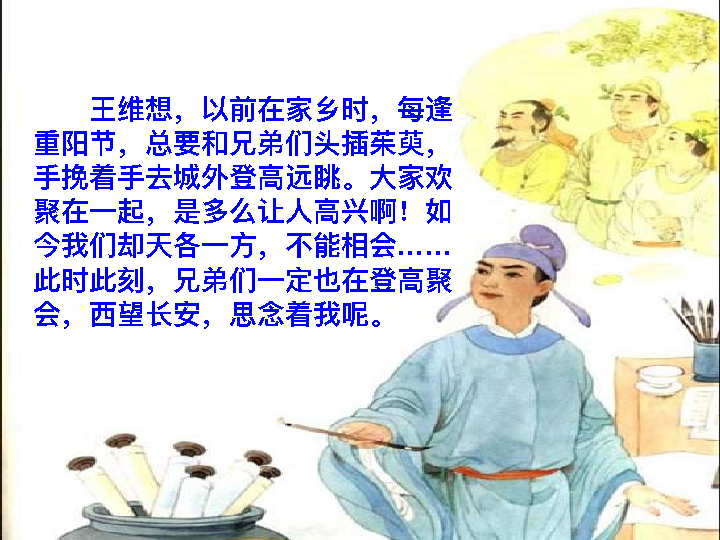 王维想，以前在家乡时，每逢
重阳节，总要和兄弟们头插茱萸，
手挽着手去城外登高远眺。大家欢
聚在一起，是多么让人高兴啊！如
今我们却天各一方，不能相会……
此时此刻，兄弟们一定也在登高聚
会，西望长安，思念着我呢。